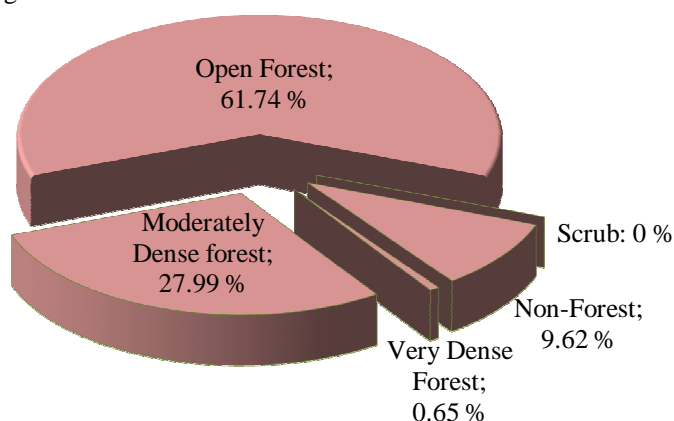 Open Forest;
61.74 %
Moderately
Dense forest;
27.99 %
Scrub: 0 %
Non-Forest;
9.62 %
Very Dense
Forest;
0.65 %